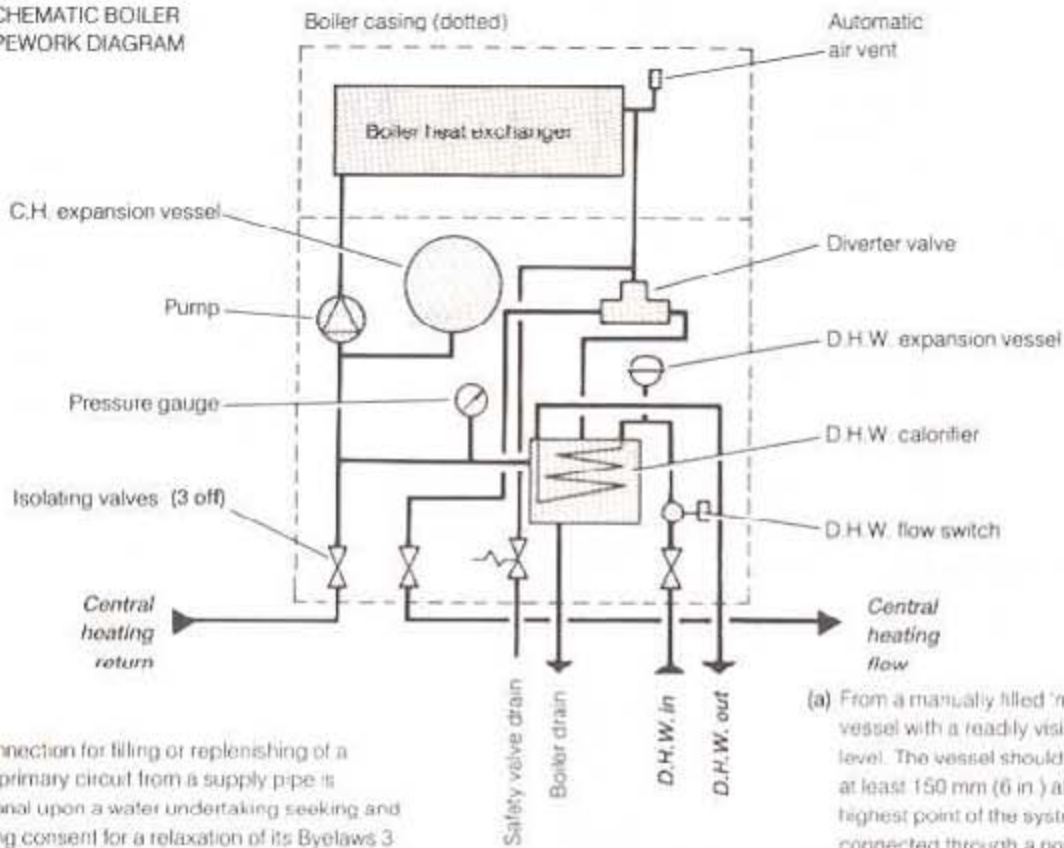 CHEMATIC BOILER
PEWORK DIAGRAM
Boiler casing (dotted)
Automatic
air vent
Boiler heat exchanger
C.H. expansion vessel
Diverter valve
Pump
D.H.W. expansion vessel
Pressure gauge
D.H.W. calorifier
Isolating valves (3 off)
D.H.W. flow switch
Central
heating
return
Central
heating
flow
Safety valve drain
Boiler drain
D.H.W. in
D.H.W. out
nnection for filling or replenishing of a
primary circuit from a supply pipe is
onal upon a water undertaking seeking and
ng consent for a relaxation of its Byelaws 3
(a) From a manually filled
vessel with a readily visi
level. The vessel should
at least 150 mm (6 in.) a
highest point of the syste
connected through a